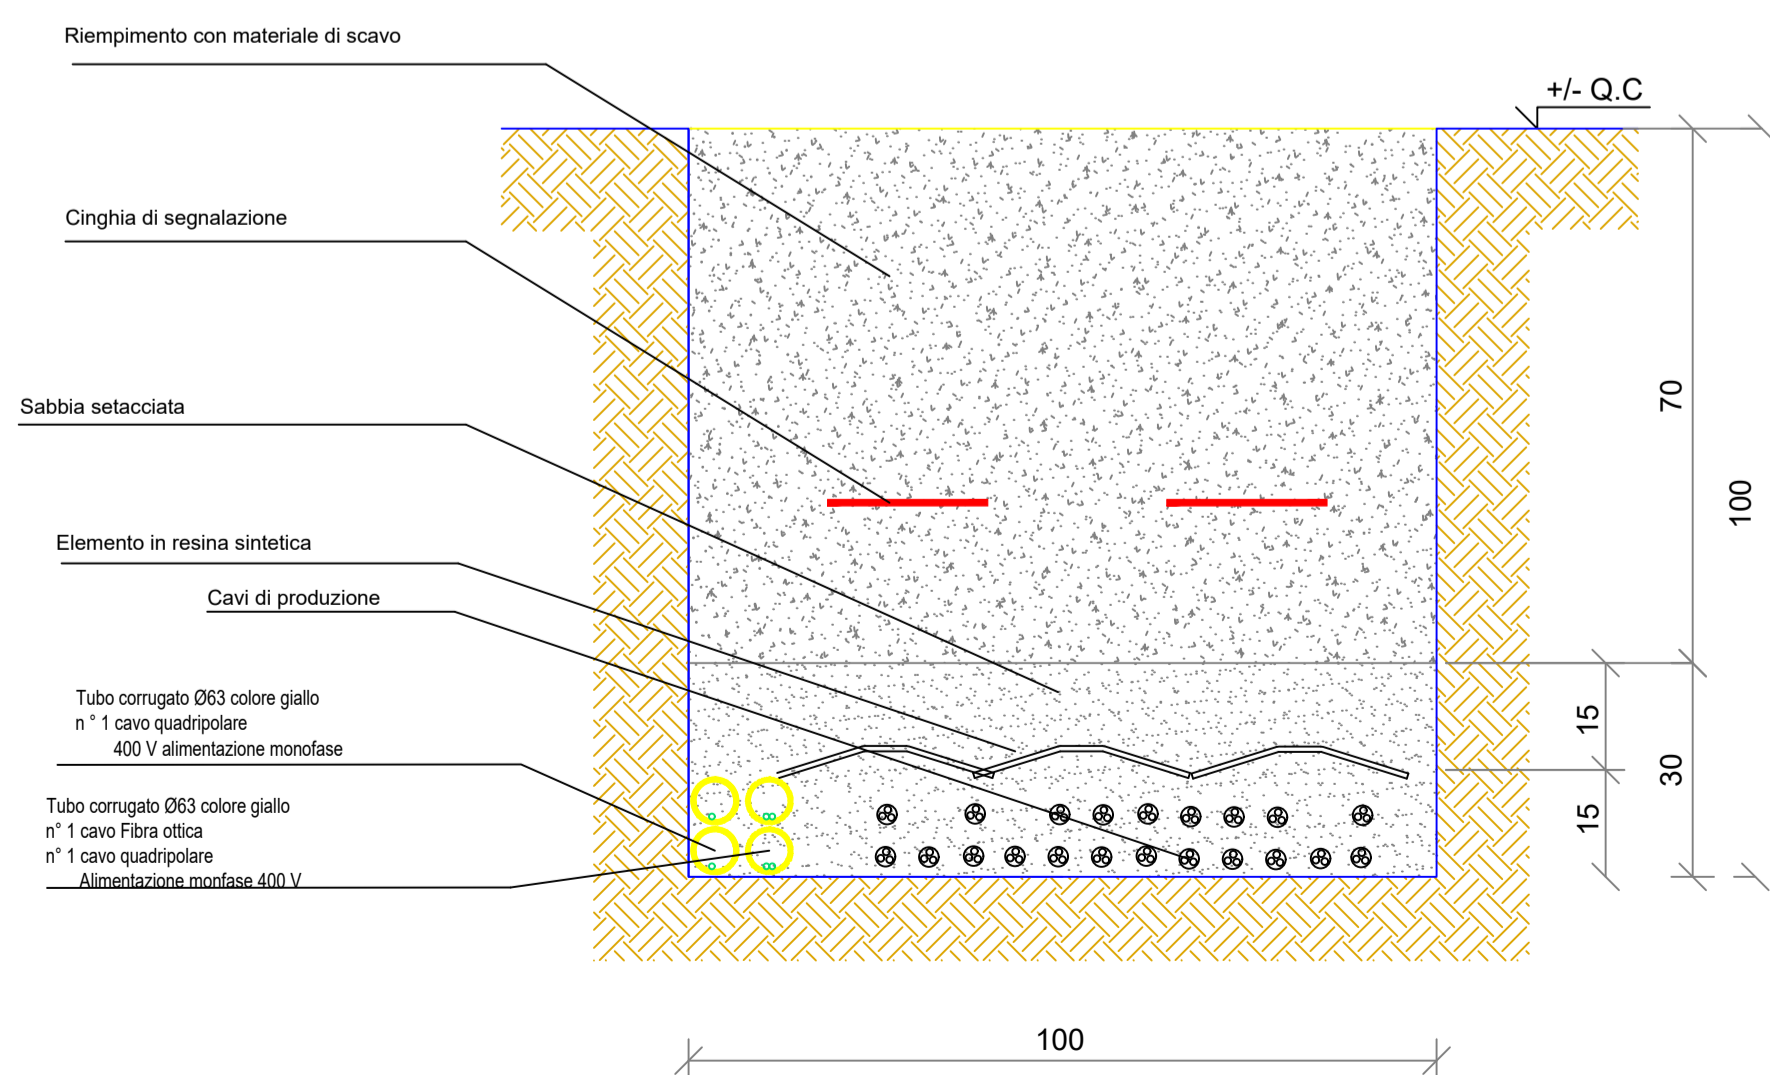 Riempimento con materiale di scavo
+/- Q.C
Cinghia di segnalazione
70
Sabbia setacciata
100
Elemento in resina sintetica
Cavi di produzione
Tubo corrugato Ø63 colore giallo
n ° 1 cavo quadripolare
400 V alimentazione monofase
15
30
Tubo corrugato Ø63 colore giallo
n° 1 cavo Fibra ottica
n° 1 cavo quadripolare
Alimentazione monfase 400 V
15
100